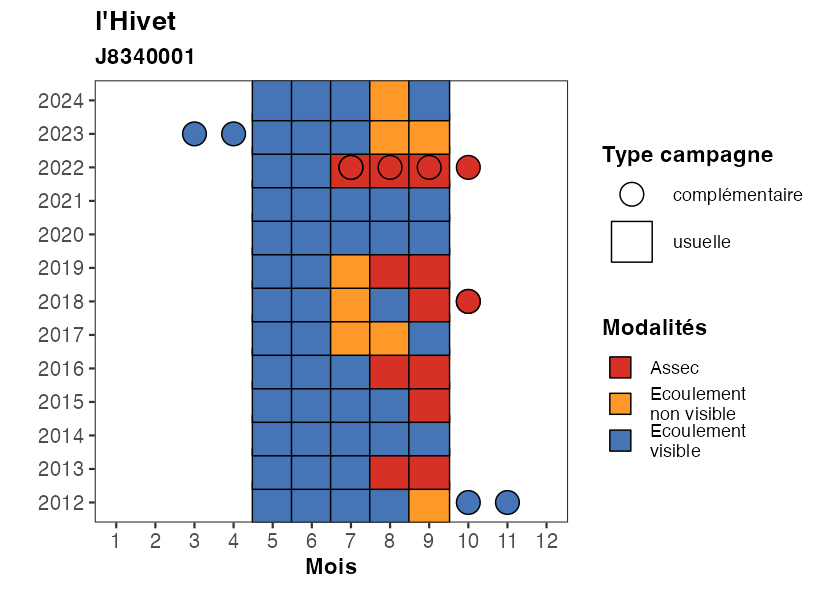 l'Hivet
J8340001
2024
2023
2022
2021
2020
2019
2018
2017
2016
2015
2014
2013
2012
1 2 3 4 5 6 7 8 9 10 11 12
Mois
Type campagne
complémentaire
usuelle
Modalités
Assec
Ecoulement
non visible
Ecoulement
visible